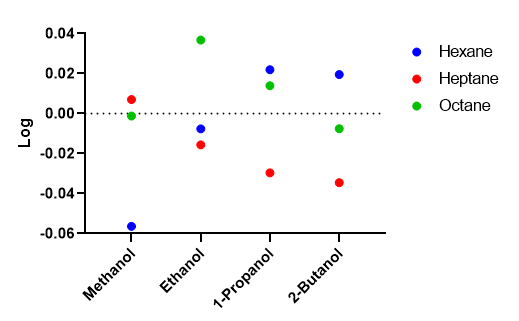 0.04
0.02
0.00
-0.02
-0.04
-0.06
Log
Methanol
Ethanol
1-Propanol
2-Butanol
Hexane
Heptane
Octane